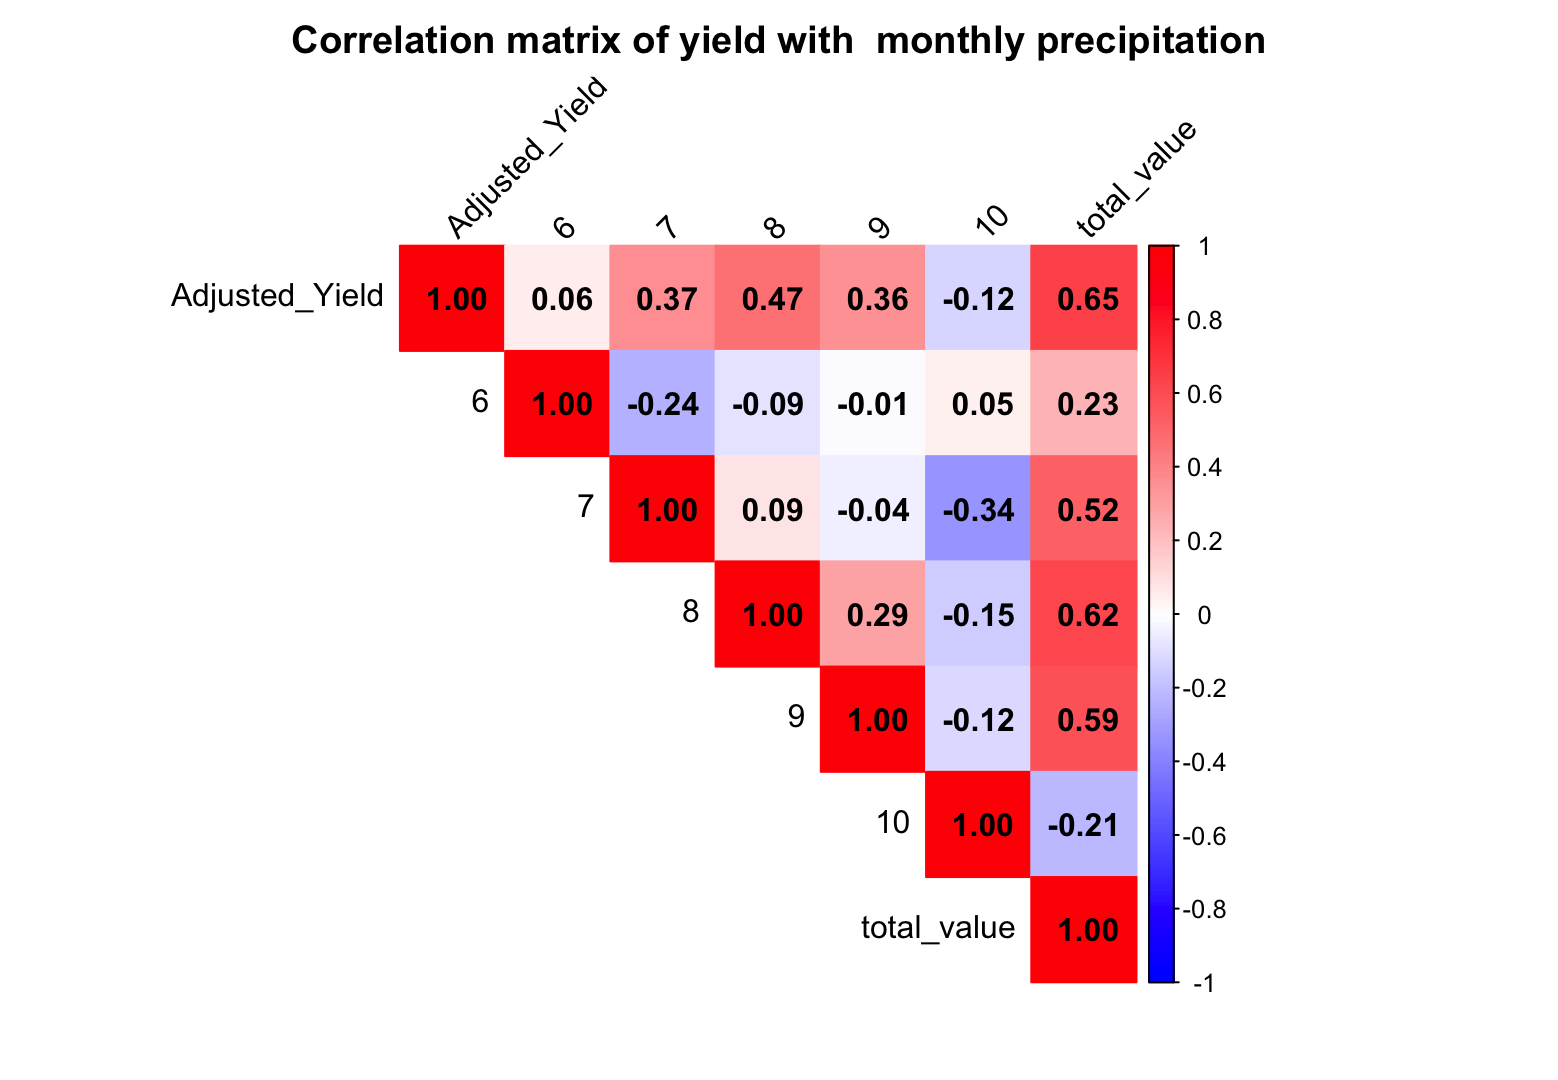 Correlation matrix of yield with  monthly precipitation
Adjusted_Yield 6 7 8 9 10 total_value
Adjusted_Yield 1.00 0.06 0.37 0.47 0.36 -0.12 0.65
6 1.00 -0.24 -0.09 -0.01 0.05 0.23
7 1.00 0.09 -0.04 -0.34 0.52
8 1.00 0.29 -0.15 0.62
9 1.00 -0.12 0.59
10 1.00 -0.21
total_value 1.00
1
0.8
0.6
0.4
0.2
0
-0.2
-0.4
-0.6
-0.8
-1